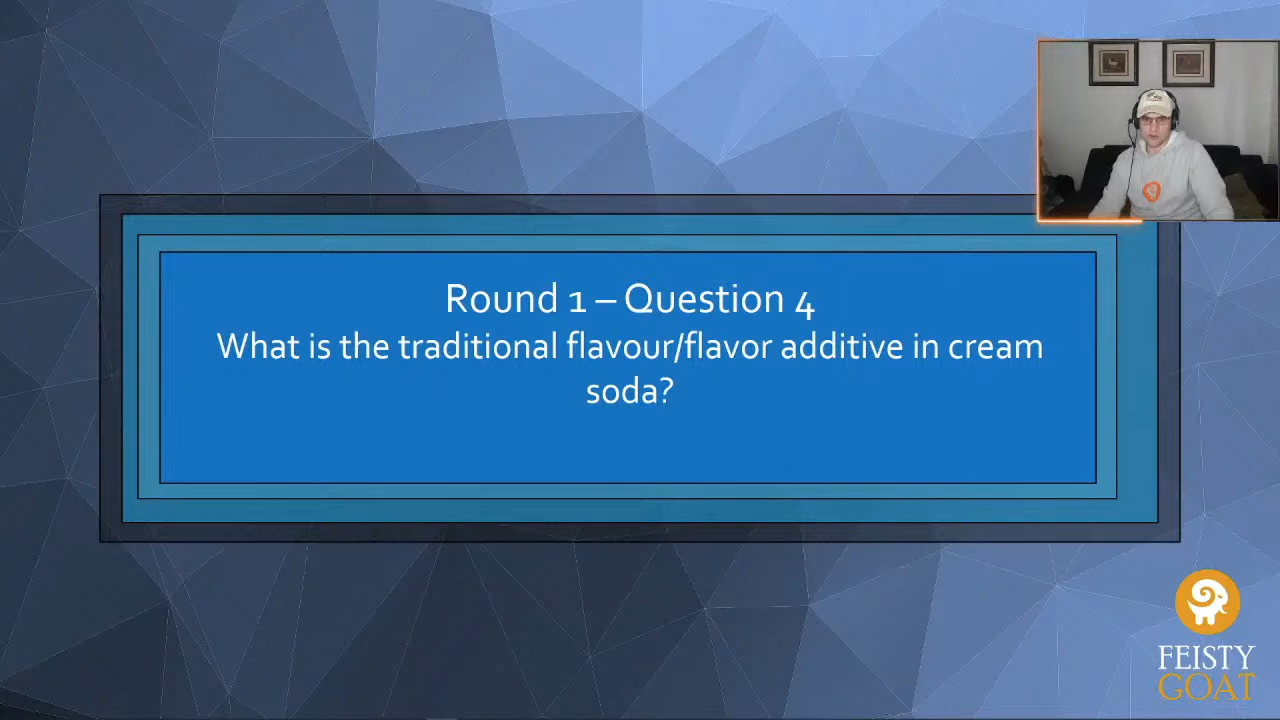 Round 1 – Question 4
What is the traditional flavour/flavor additive in cream
soda?
FEISTY
GOAT